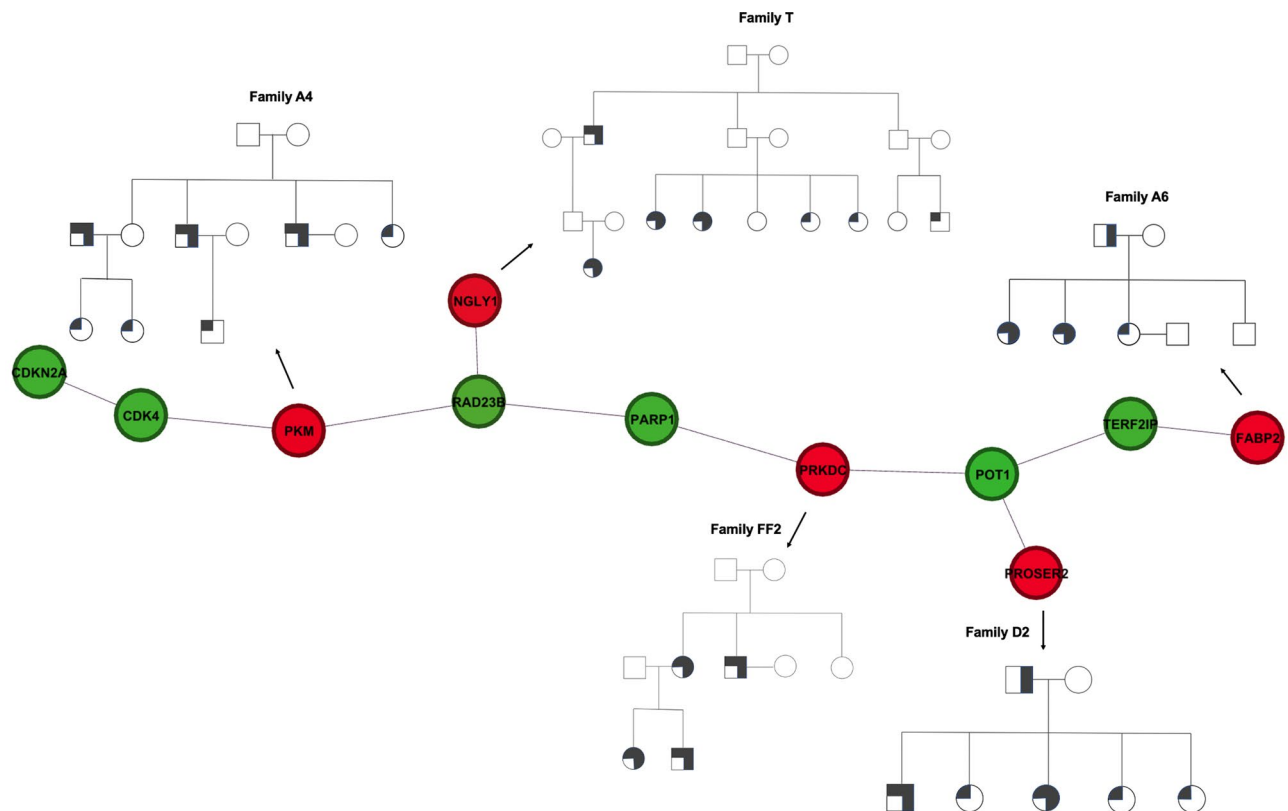 Family T
Family A4
Family A6
NGLY1
CDKN2A
CDK4
PKM
RAD23B
PARP1
TERF2IP
FABP2
PRKDC
POT1
Family FF2
PROSER2
Family D2